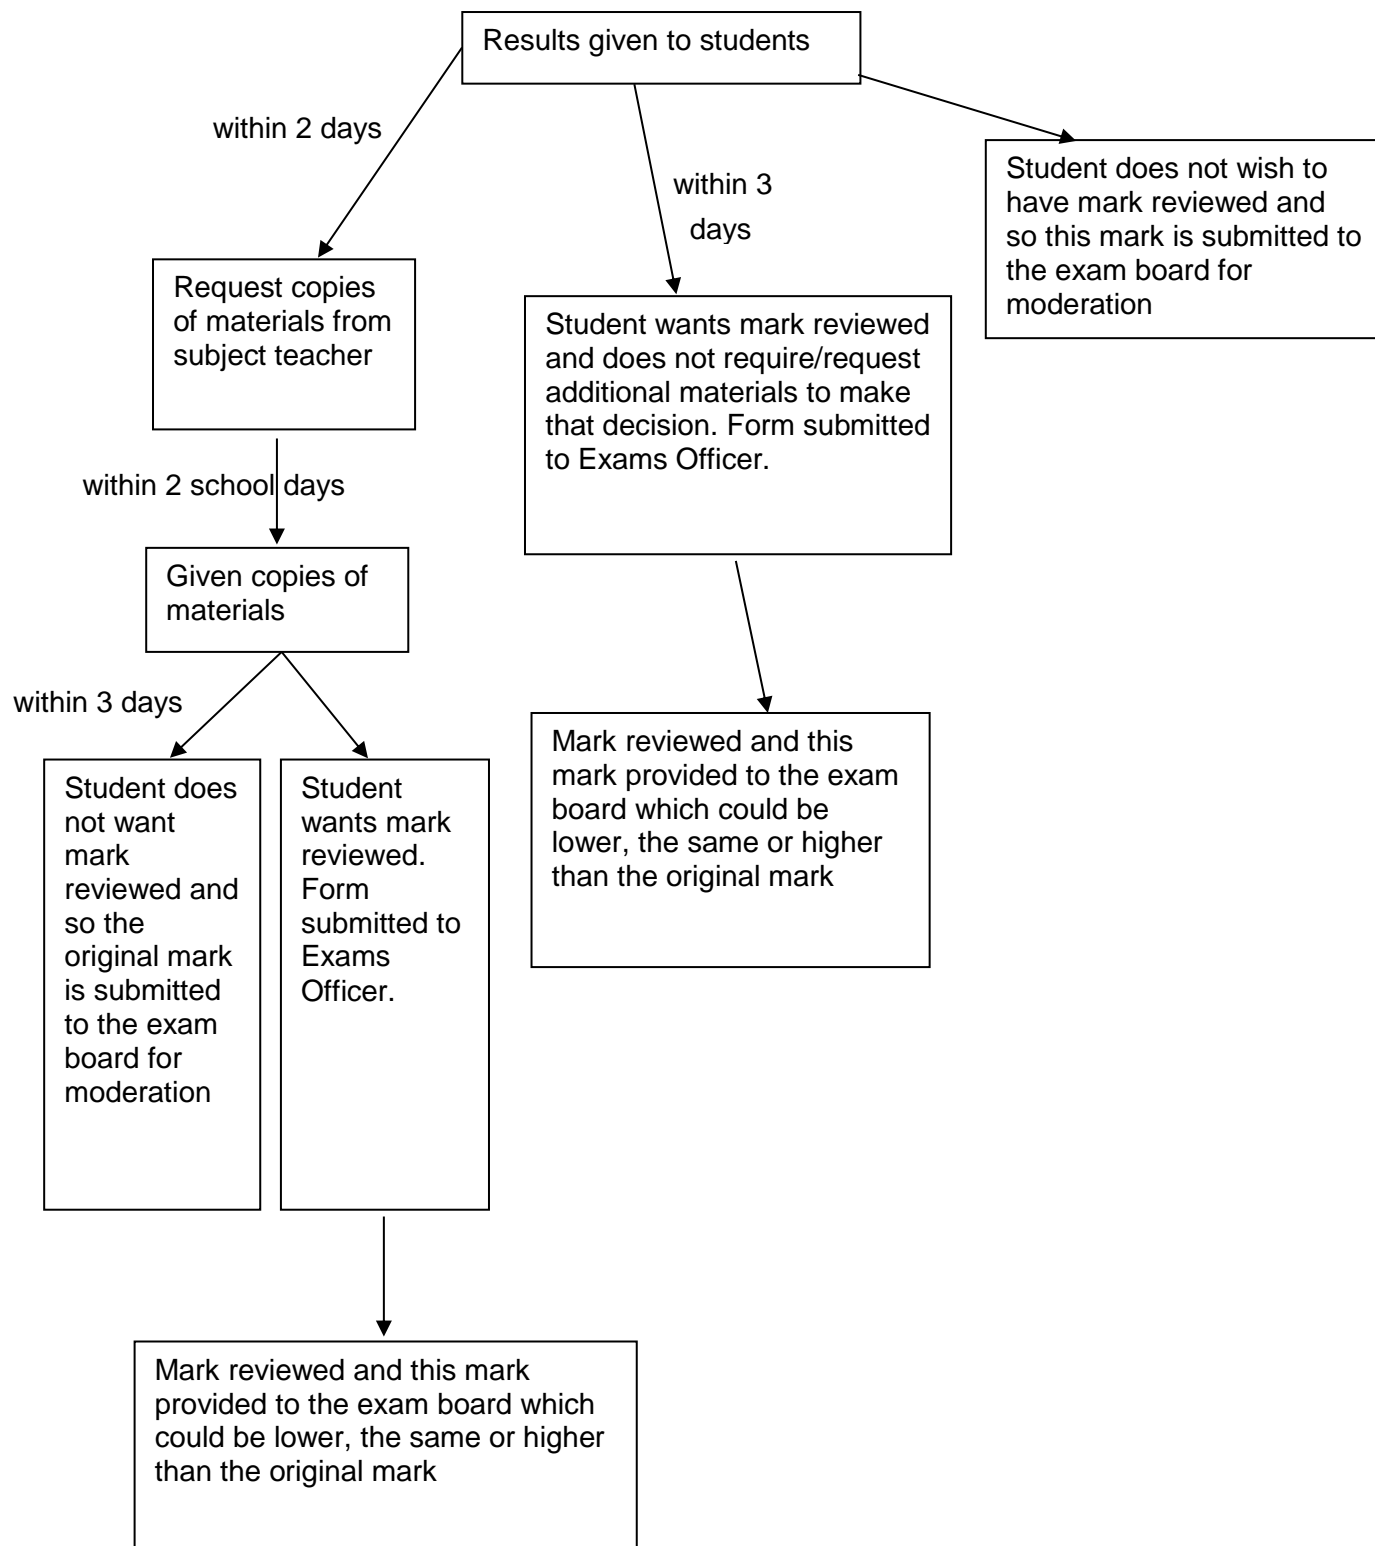 Results given to students
within 2 days
within 3
days
Student does not wish to
have mark reviewed and
so this mark is submitted to
the exam board for
moderation
Request copies
of materials from
subject teacher
Student wants mark reviewed
and does not require/request
additional materials to make
that decision. Form submitted
to Exams Officer.
within 2 school days
Given copies of
materials
within 3 days
Mark reviewed and this
mark provided to the exam
board which could be
lower, the same or higher
than the original mark
Student does
not want
mark
reviewed and
so the
original mark
is submitted
to the exam
board for
moderation
Student
wants mark
reviewed.
Form
submitted to
Exams
Officer.
Mark reviewed and this mark
provided to the exam board which
could be lower, the same or higher
than the original mark